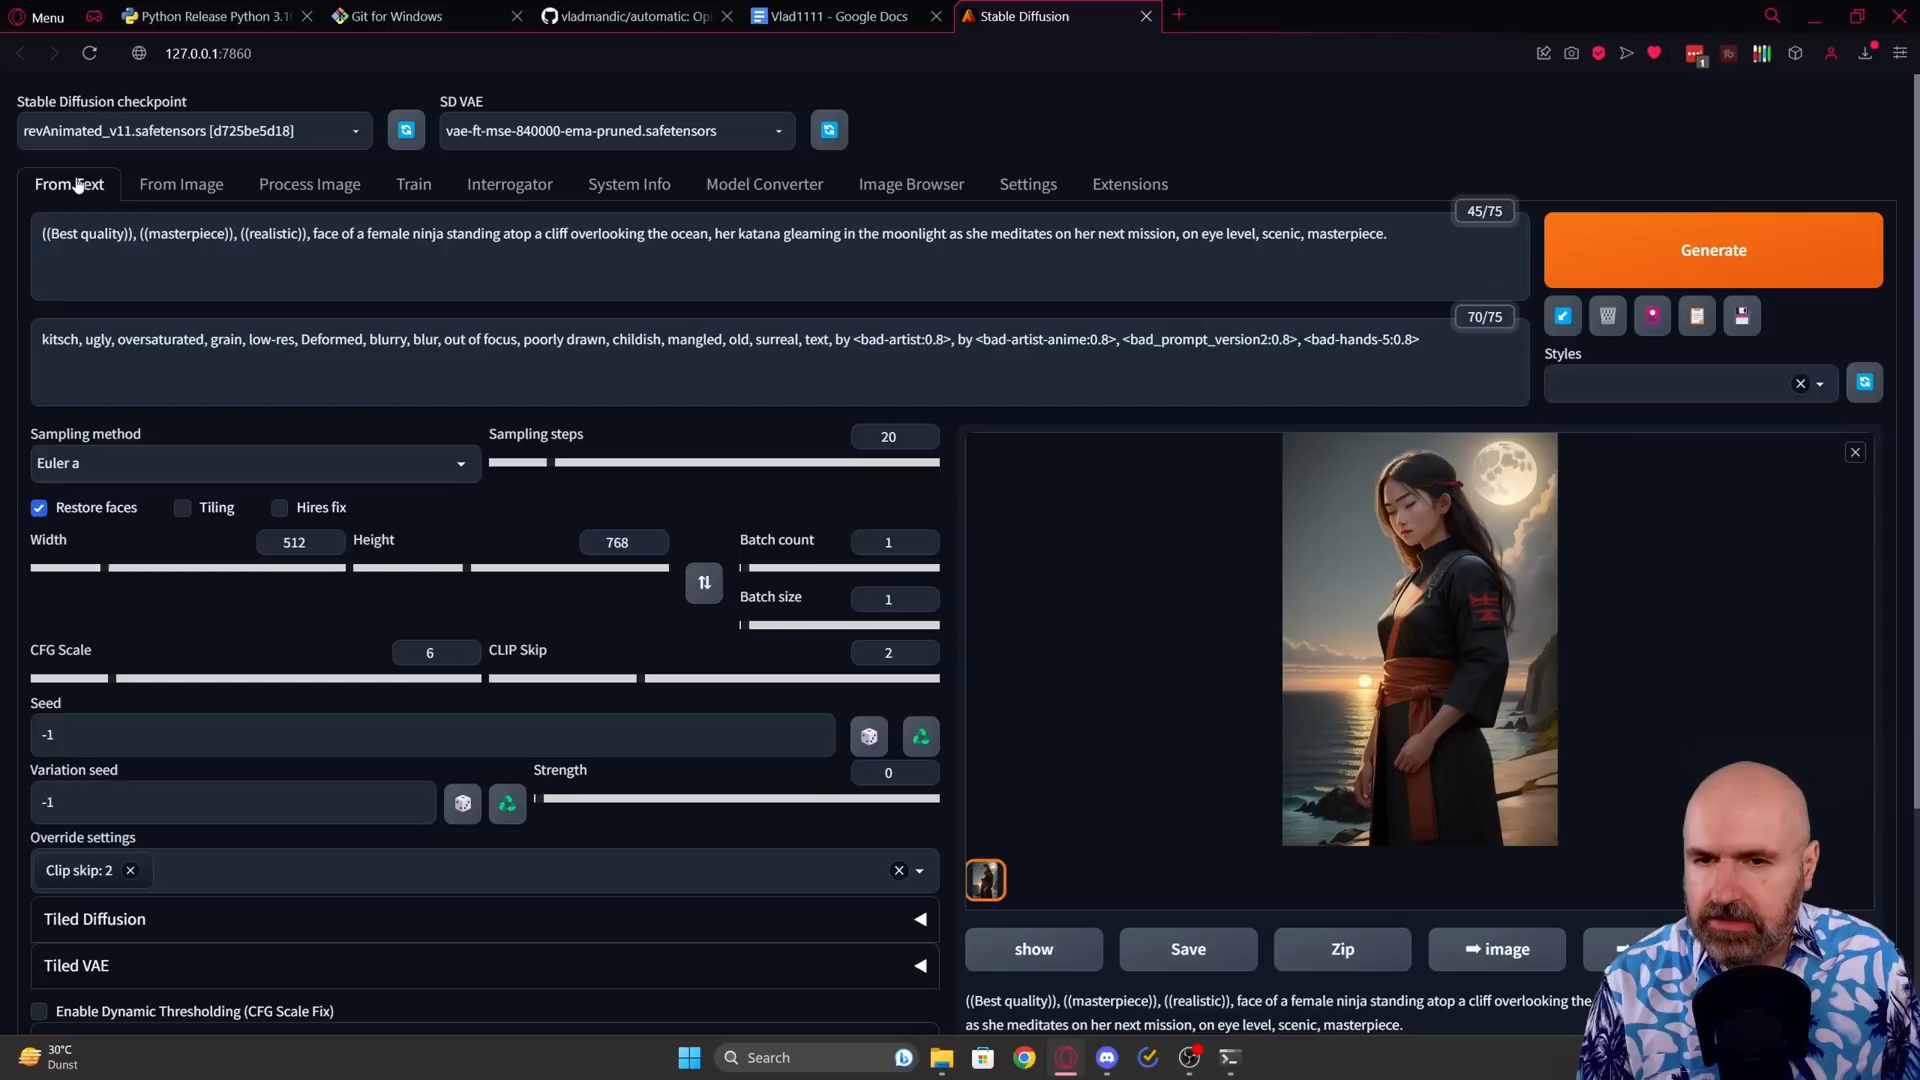 Menu
Python Release Python 3.1
Git for Windows
vladmandic/automatic: Op
Vlad1111 - Google Docs
Stable Diffusion
127.0.0.1:7860
1
Stable Diffusion checkpoint
SD VAE
revAnimated_v11.safetensors [d725be5d18]
vae-ft-mse-840000-ema-pruned.safetensors
From Text
From Image
Process Image
Train
Interrogator
System Info
Model Converter
Image Browser
Settings
Extensions
45/75
((Best quality)), ((masterpiece)), ((realistic)), face of a female ninja standing atop a cliff overlooking the ocean, her katana gleaming in the moonlight as she meditates on her next mission, on eye level, scenic, masterpiece.
Generate
70/75
kitsch, ugly, oversaturated, grain, low-res, Deformed, blurry, blur, out of focus, poorly drawn, childish, mangled, old, surreal, text, by <bad-artist:0.8>, by <bad-artist-anime:0.8>, <bad_prompt_version2:0.8>, <bad-hands-5:0.8>
Styles
Sampling method
Sampling steps
20
Euler a
Restore faces
Tiling
Hires fix
Width
512
Height
768
Batch count
1
Batch size
1
CFG Scale
6
CLIP Skip
2
Seed
-1
Variation seed
Strength
0
-1
Override settings
Clip skip: 2
Tiled Diffusion
Tiled VAE
Enable Dynamic Thresholding (CFG Scale Fix)
show
Save
Zip
image
((Best quality)), ((masterpiece)), ((realistic)), face of a female ninja standing atop a cliff overlooking the
as she meditates on her next mission, on eye level, scenic, masterpiece.
30°C
Dunst
Search